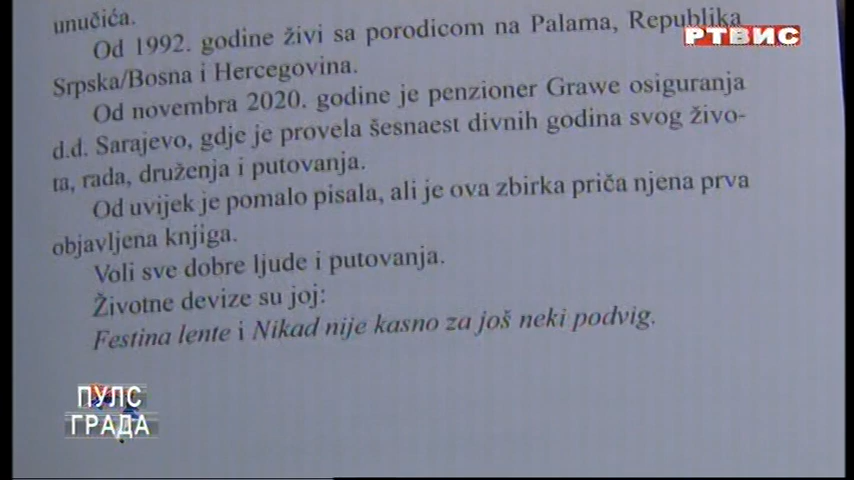 unučića.
Od 1992. godine živi sa porodicom na Palama, Republika
РТВИС
Srpska/Bosna i Hercegovina.
Od novembra 2020. godine je penzioner Grawe osiguranja
d.d. Sarajevo, gdje je provela šesnaest divnih godina svog živo-
ta, rada, druženja i putovanja.
Od uvijek je pomalo pisala, ali je ova zbirka priča njena prva
objavljena knjiga.
Voli sve dobre ljude i putovanja.
Životne devize su joj:
Festina lente i Nikad nije kasno za još neki podvig.
ПУЛС
ГРАДА